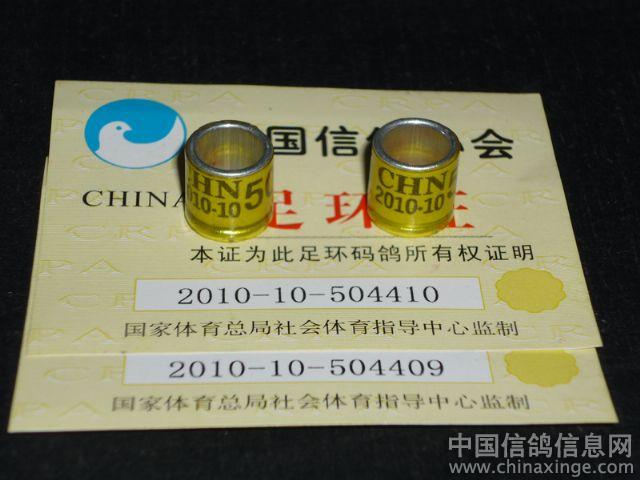 国信 会
CHINA
足环证
本证为此足环码鸽所有权证明
2010-10-504410
国家体育总局社会体育指导中心监制
2010-10-504409
国家体育总局社会体育指导中心监制
CHN 50
2010-10
CHN
2010-10
CRPA
中国信鸽信息网
www.chinaxinge.com